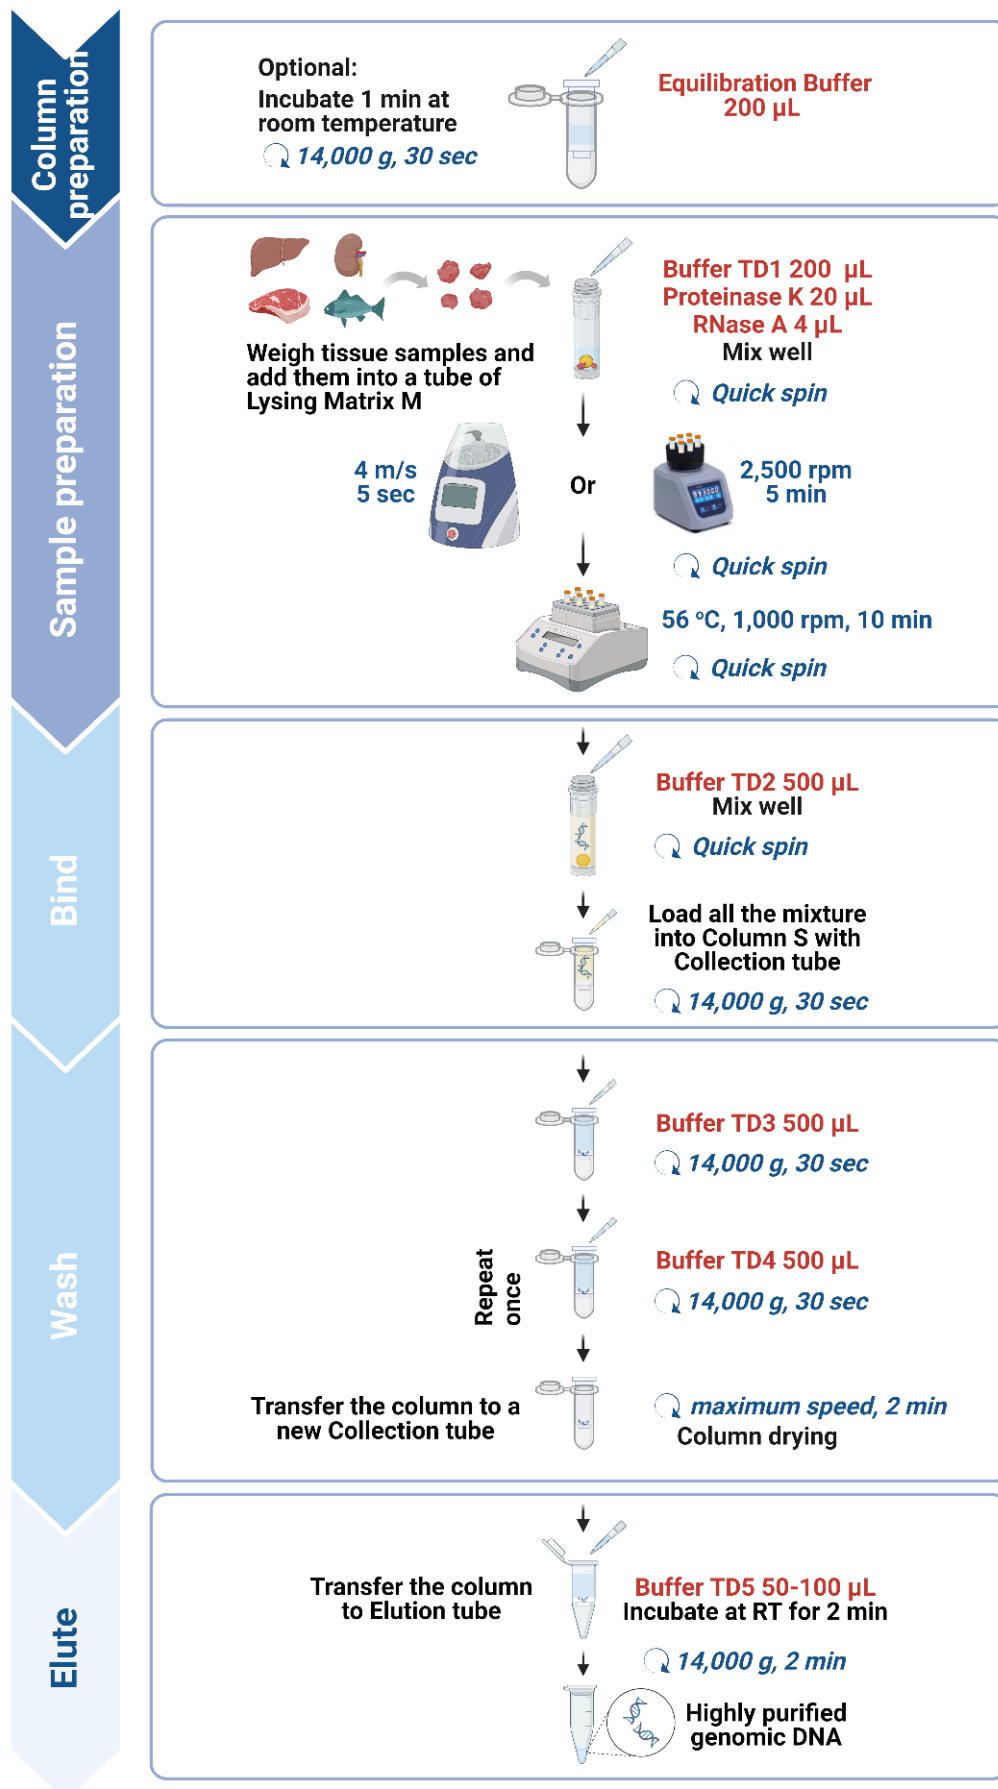 Column
preparation
Optional:
Incubate 1 min at
room temperature
14,000 g, 30 sec
Equilibration Buffer
200 µL
Sample preparation
Weigh tissue samples and
add them into a tube of
Lysing Matrix M
Buffer TD1 200 µL
Proteinase K 20 µL
RNase A 4 µL
Mix well
Quick spin
4 m/s
5 sec
Or
2,500 rpm
5 min
Quick spin
56 ºC, 1,000 rpm, 10 min
Quick spin
Bind
Buffer TD2 500 µL
Mix well
Quick spin
Load all the mixture
into Column S with
Collection tube
14,000 g, 30 sec
Wash
Buffer TD3 500 µL
14,000 g, 30 sec
Repeat
once
Buffer TD4 500 µL
14,000 g, 30 sec
Transfer the column to a
new Collection tube
maximum speed, 2 min
Column drying
Elute
Transfer the column
to Elution tube
Buffer TD5 50-100 µL
Incubate at RT for 2 min
14,000 g, 2 min
Highly purified
genomic DNA